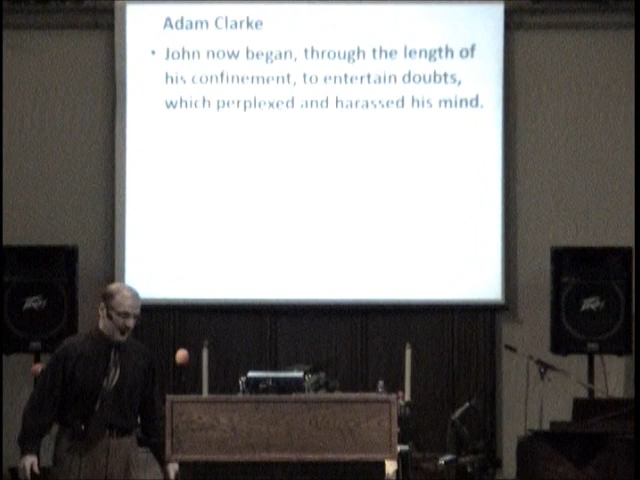 Adam Clarke
• John now began, through the length of
his confinement, to entertain doubts,
which perplexed and harassed his mind.